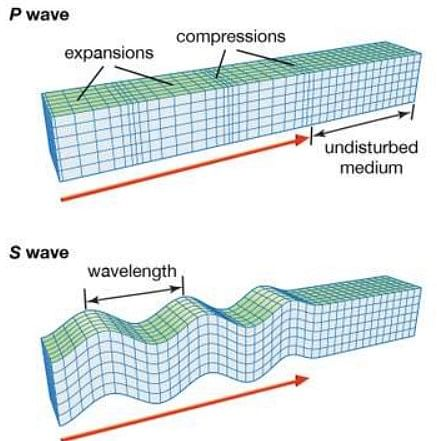 P wave
compressions
expansions
undisturbed
medium
S wave
wavelength